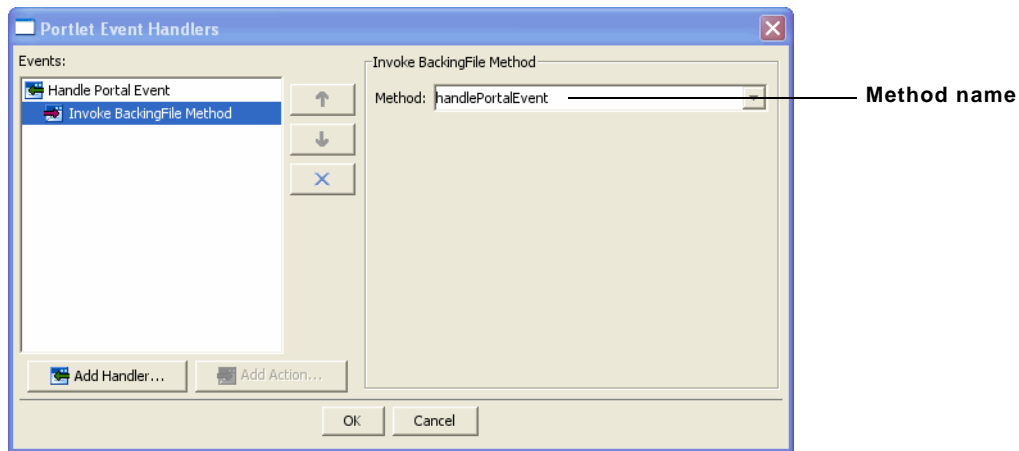 Portlet Event Handlers
Events:
Handle Portal Event
Invoke BackingFile Method
Add Handler...
Add Action...
Invoke BackingFile Method
Method: handlePortalEvent
Method name
OK
Cancel